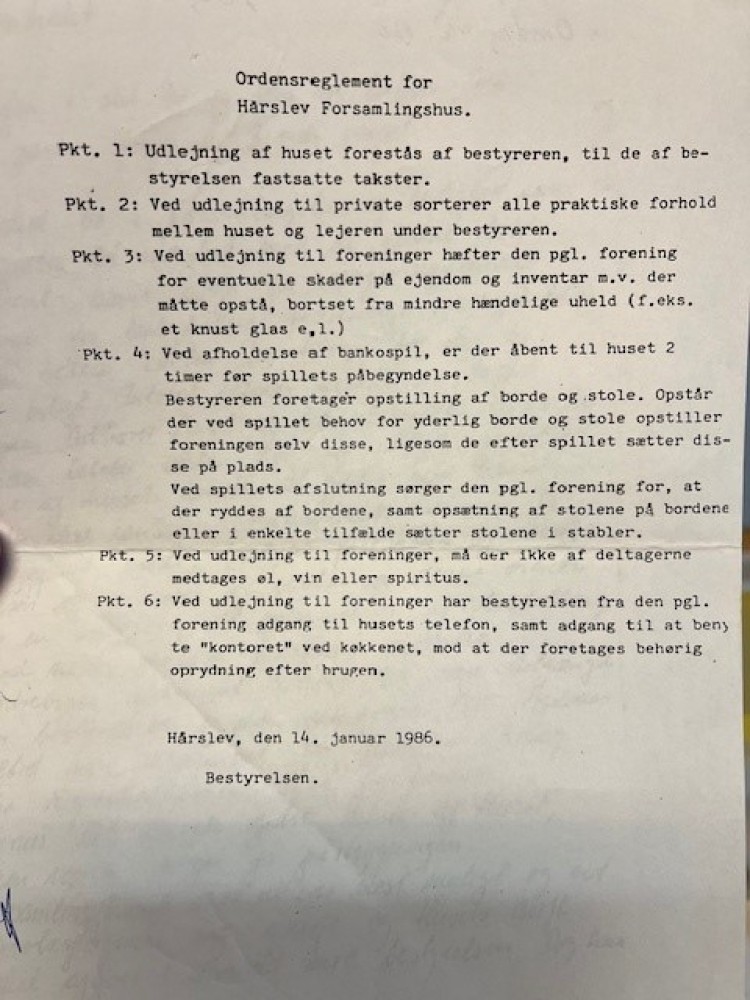 Ordensreglement for
Hårslev Forsamlingshus.
Pkt. 1: Udlejning af huset forestås af bestyreren, til de af be-
styrelsen fastsatte takster.
Pkt. 2: Ved udlejning til private sorterer alle praktiske forhold
mellem huset og lejeren under bestyreren.
Pkt. 3: Ved udlejning til foreninger hæfter den pgl. forening
for eventuelle skader på ejendom og inventar m.v. der
måtte opstå, bortset fra mindre hændelige uheld (f.eks.
et knust glas e,l.)
Pkt. 4: Ved afholdelse af bankospil, er der åbent til huset 2
timer før spillets påbegyndelse.
Bestyreren foretager opstilling af borde og stole. Opstår
der ved spillet behov for yderlig borde og stole opstiller
foreningen selv disse, ligesom de efter spillet sætter dis-
se på plads.
Ved spillets afslutning sørger den pgl. forening for, at
der ryddes af bordene, samt opsætning af stolene på bordene
eller i enkelte tilfælde sætter stolene i stabler.
Pkt. 5: Ved udlejning til foreninger, må der ikke af deltagerne
medtages øl, vin eller spiritus.
Pkt. 6: Ved udlejning til foreninger har bestyrelsen fra den pgl.
forening adgang til husets telefon, samt adgang til at beny
te "kontoret" ved køkkenet, mod at der foretages behørig
oprydning efter brugen.
Hårslev, den 14. januar 1986.
Bestyrelsen.